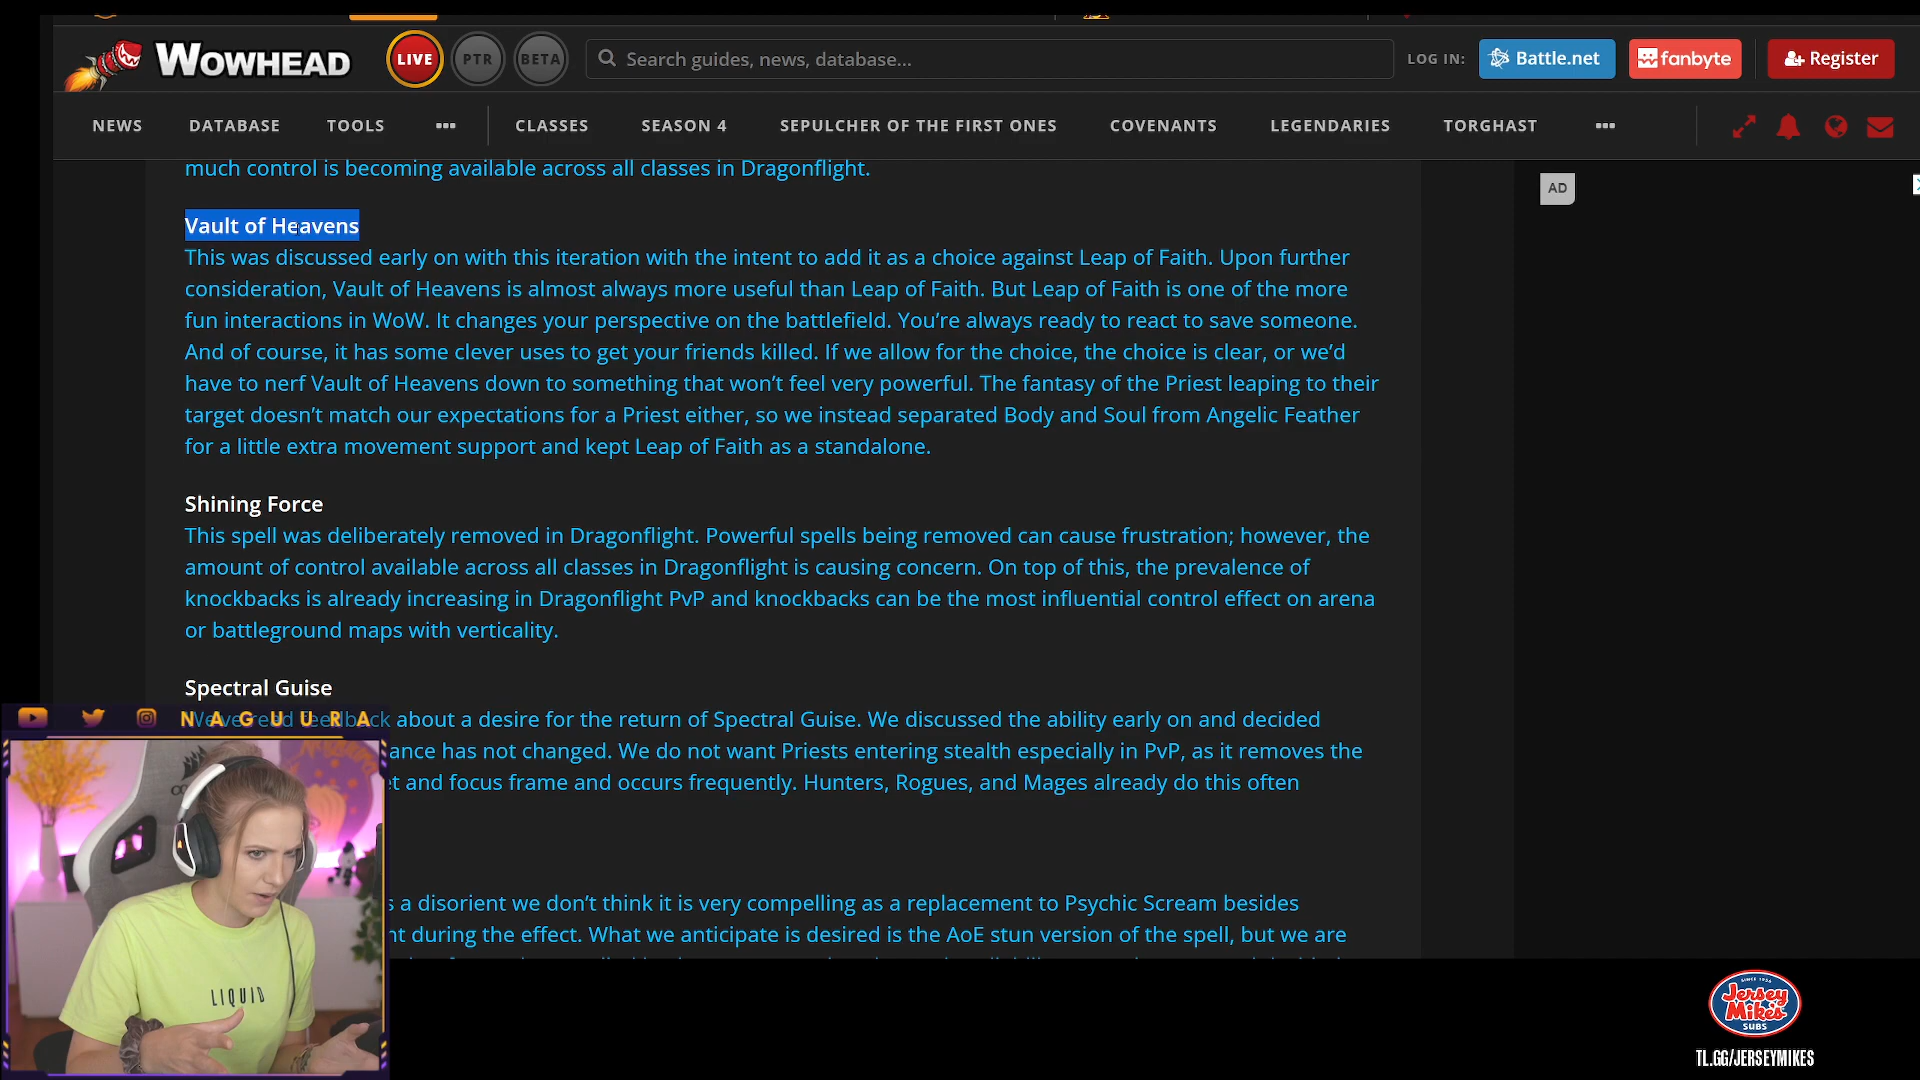 WOWHEAD
LIVE
PTR
BETA
Search guides, news, database...
LOG IN:
Battle.net
fanbyte
Register
NEWS
DATABASE
TOOLS
CLASSES
SEASON 4
SEPULCHER OF THE FIRST ONES
COVENANTS
LEGENDARIES
TORGHAST
much control is becoming available across all classes in Dragonflight.
AD
Vault of Heavens
This was discussed early on with this iteration with the intent to add it as a choice against Leap of Faith. Upon further
consideration, Vault of Heavens is almost always more useful than Leap of Faith. But Leap of Faith is one of the more
fun interactions in WoW. It changes your perspective on the battlefield. You’re always ready to react to save someone.
And of course, it has some clever uses to get your friends killed. If we allow for the choice, the choice is clear, or we’d
have to nerf Vault of Heavens down to something that won’t feel very powerful. The fantasy of the Priest leaping to their
target doesn’t match our expectations for a Priest either, so we instead separated Body and Soul from Angelic Feather
for a little extra movement support and kept Leap of Faith as a standalone.
Shining Force
This spell was deliberately removed in Dragonflight. Powerful spells being removed can cause frustration; however, the
amount of control available across all classes in Dragonflight is causing concern. On top of this, the prevalence of
knockbacks is already increasing in Dragonflight PvP and knockbacks can be the most influential control effect on arena
or battleground maps with verticality.
Spectral Guise
We've read feedback about a desire for the return of Spectral Guise. We discussed the ability early on and decided
NAGUURA
ance has not changed. We do not want Priests entering stealth especially in PvP, as it removes the
t and focus frame and occurs frequently. Hunters, Rogues, and Mages already do this often
s a disorient we don’t think it is very compelling as a replacement to Psychic Scream besides
nt during the effect. What we anticipate is desired is the AoE stun version of the spell, but we are
LIQUID
SINCE 1956
Jersey
Mike's
SUBS
TL.GG/JERSEYMIKES